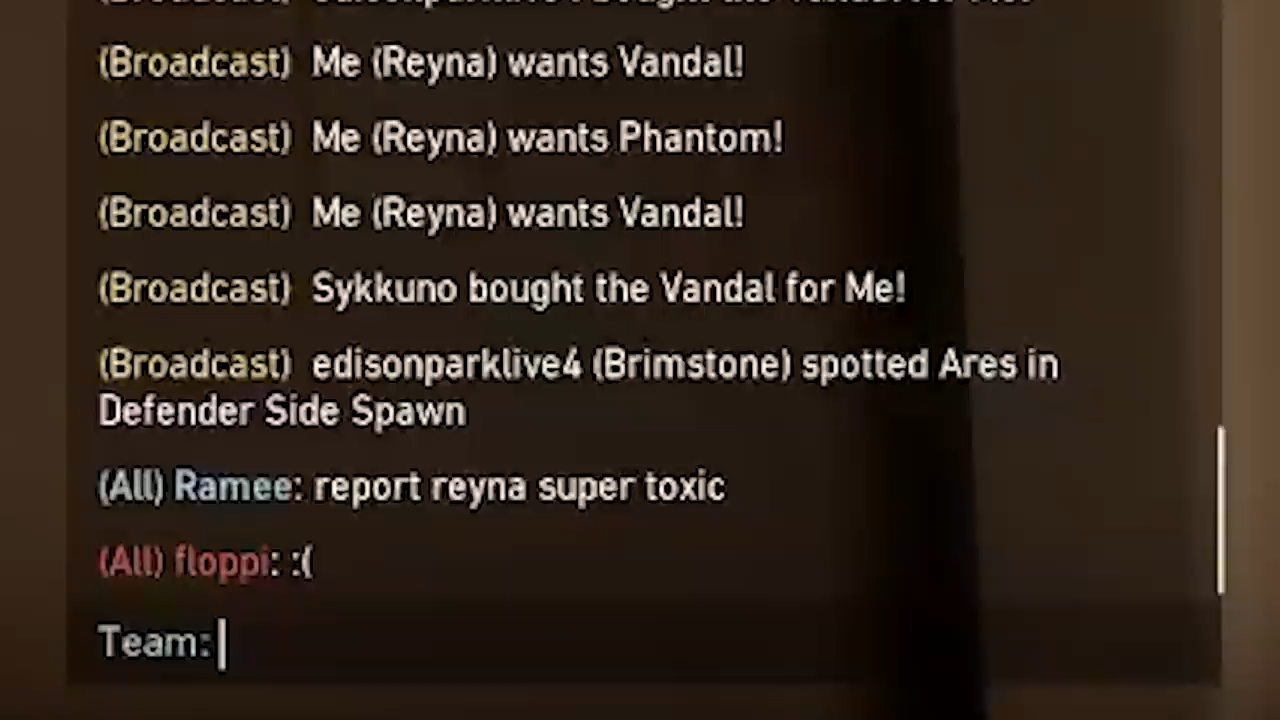 (Broadcast) Me (Reyna) wants Vandal!
(Broadcast) Me (Reyna) wants Phantom!
(Broadcast) Me (Reyna) wants Vandal!
(Broadcast) Sykkuno bought the Vandal for Me!
(Broadcast) edisonparklive4 (Brimstone) spotted Ares in
Defender Side Spawn
(All) Ramee: report reyna super toxic
(All) floppi: :(
Team: